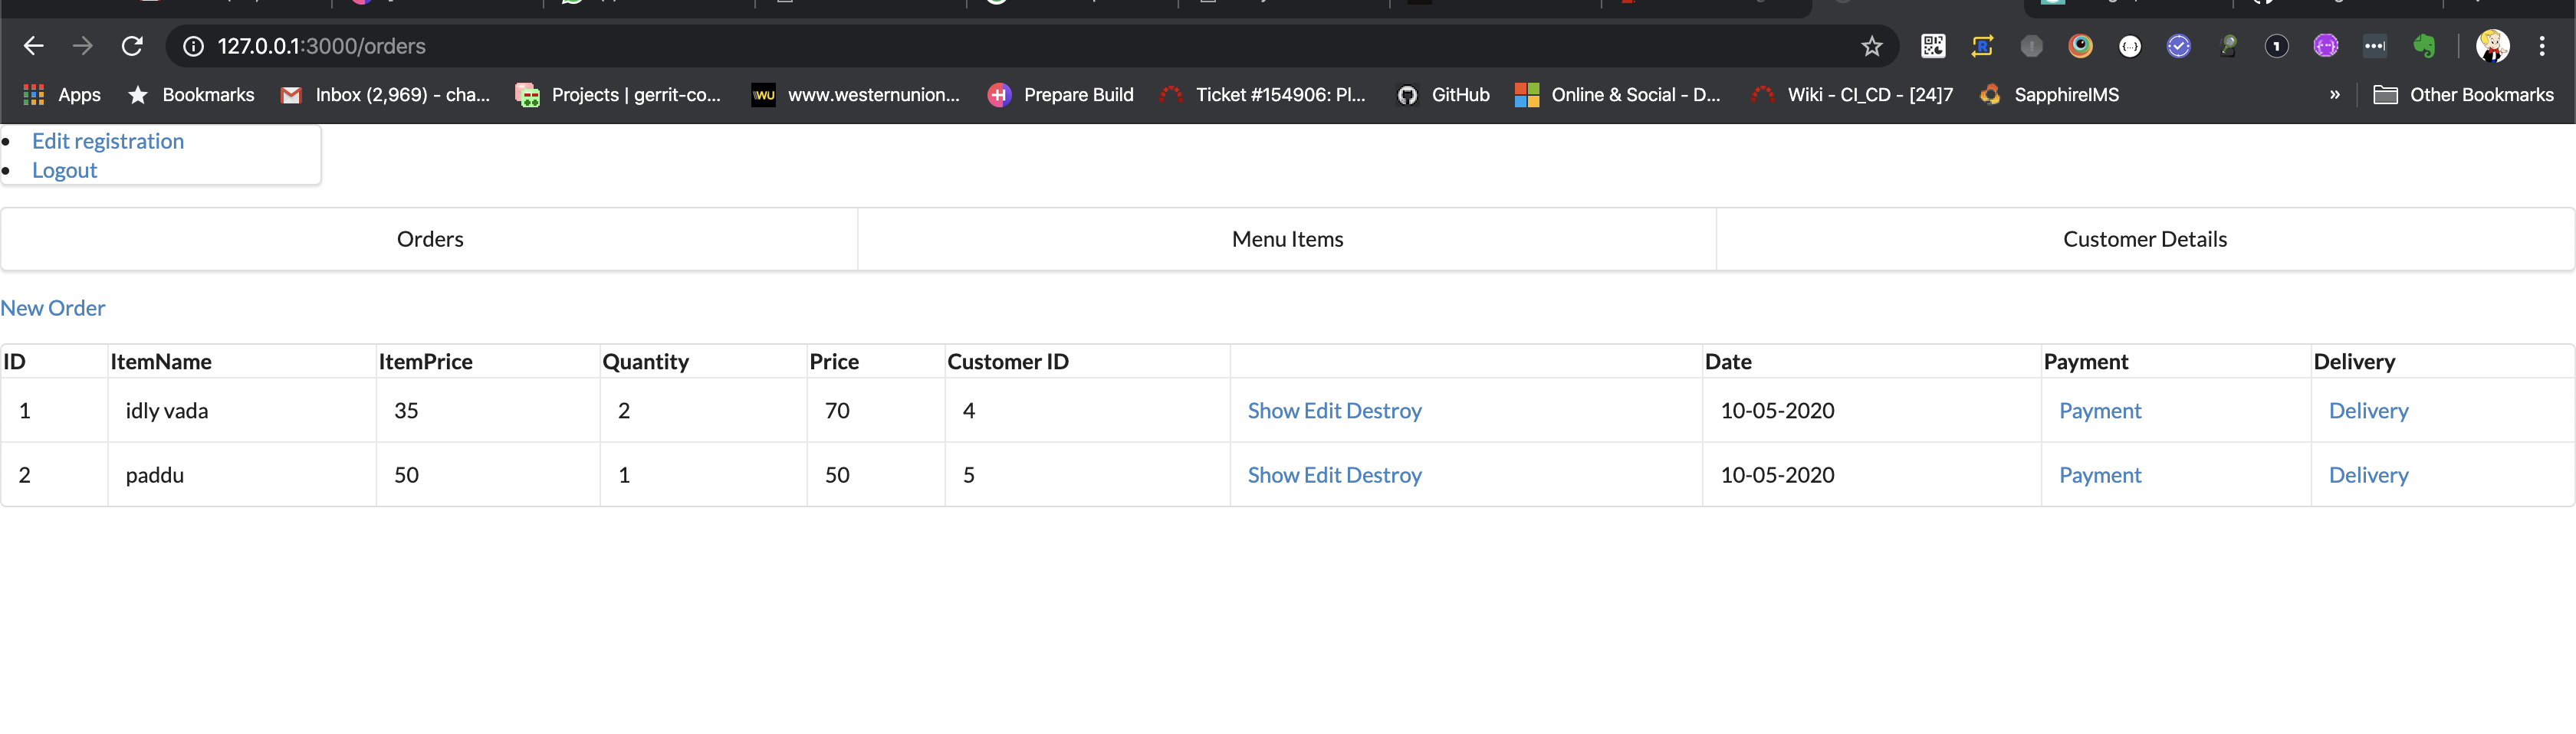 127.0.0.1:3000/orders
Apps Bookmarks Inbox (2,969) - cha... Projects | gerrit-co... WU www.westernunion... Prepare Build Ticket #154906: Pl... GitHub Online & Social - D... Wiki - CI_CD - [24]7 SapphireIMS » Other Bookmarks
Edit registration
Logout
Orders Menu Items Customer Details
New Order
ID ItemName ItemPrice Quantity Price Customer ID Date Payment Delivery
1 idly vada 35 2 70 4 Show Edit Destroy 10-05-2020 Payment Delivery
2 paddu 50 1 50 5 Show Edit Destroy 10-05-2020 Payment Delivery